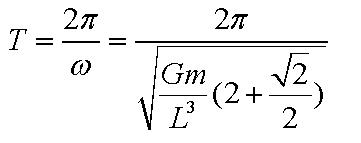 T = 2π/ω = 2π/√(Gm/L³(2+√2/2))